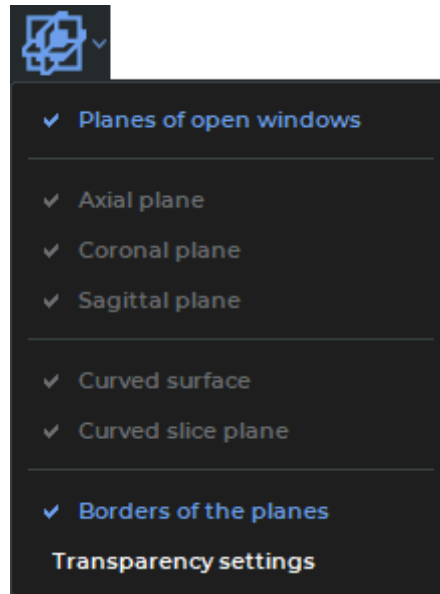 Planes of open windows
Axial plane
Coronal plane
Sagittal plane
Curved surface
Curved slice plane
Borders of the planes
Transparency settings